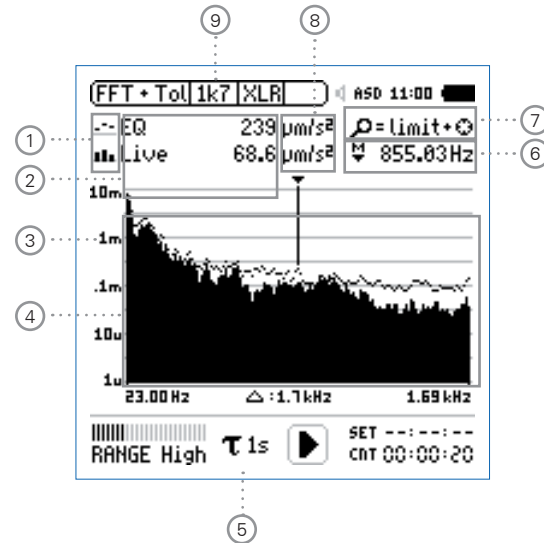 9
8
FFT + Tol 1k7 XLR ASD 11:00
EQ 239 µm/s²
=limit+
7
1
Live 68.6 µm/s²
M 855.03Hz
6
2
10m
3
1m
.1m
4
10u
1u
23.00Hz △:1.7kHz 1.69kHz
RANGE High τ 1s
SET --:--:--
CNT 00:00:20
5